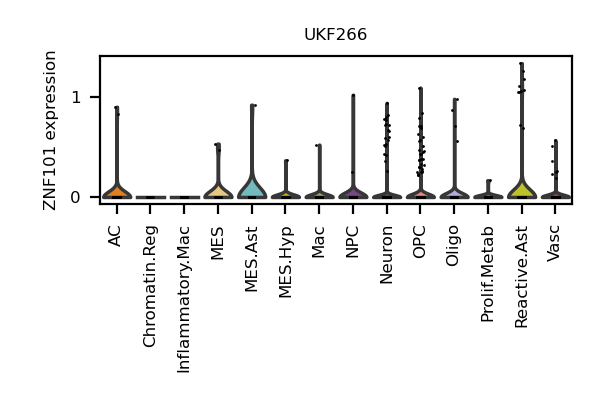 UKF266
ZNF101 expression
1
0
AC
Chromatin.Reg
Inflammatory.Mac
MES
MES.Ast
MES.Hyp
Mac
NPC
Neuron
OPC
Oligo
Prolif.Metab
Reactive.Ast
Vasc